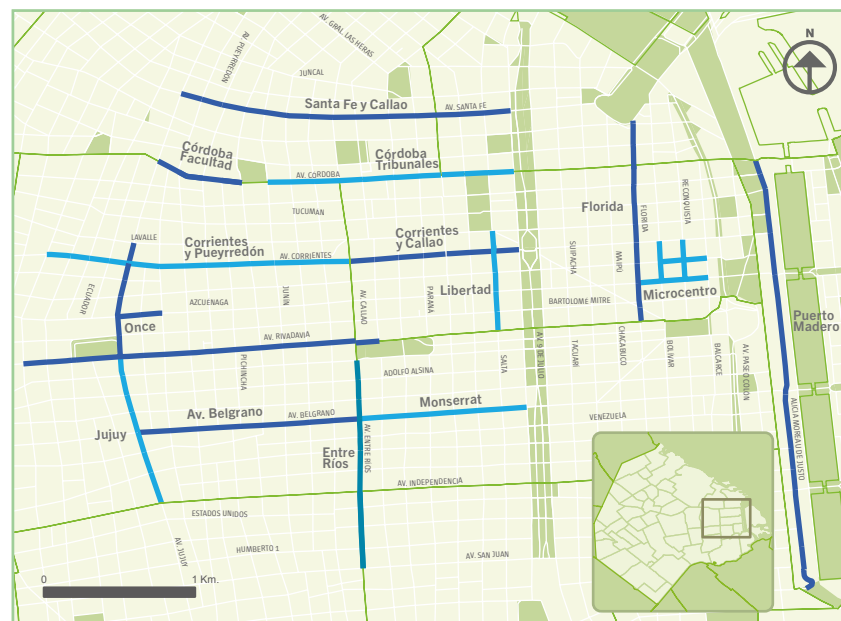 AV. GRAL. LAS HERAS
AV. PUEYRREDON
N
JUNCAL
Santa Fe y Callao
AV. SANTA FE
Córdoba
Facultad
Córdoba
Tribunales
AV. CORDOBA
RECONQUISTA
TUCUMAN
Florida
FLORIDA
LAVALLE
Corrientes
y Pueyrredón
AV. CORRIENTES
Corrientes
y Callao
SUIPACHA
MAIPU
ECUADOR
AZCUENAGA
JUNIN
AV. CALLAO
PARANA
Libertad
BARTOLOME MITRE
Microcentro
Puerto
Madero
Once
AV. RIVADAVIA
PICHINCHA
ADOLFO ALSINA
SALTA
AV. 9 DE JULIO
TACUARI
CHACABUCO
BOLIVAR
BALCARCE
AV. PASEO COLON
Av. Belgrano
AV. BELGRANO
Monserrat
VENEZUELA
ALICIA MOREAU DE JUSTO
Jujuy
Entre
Ríos
AV. ENTRE RIOS
AV. INDEPENDENCIA
ESTADOS UNIDOS
AV. JUJUY
HUMBERTO 1
AV. SAN JUAN
0
1 Km.